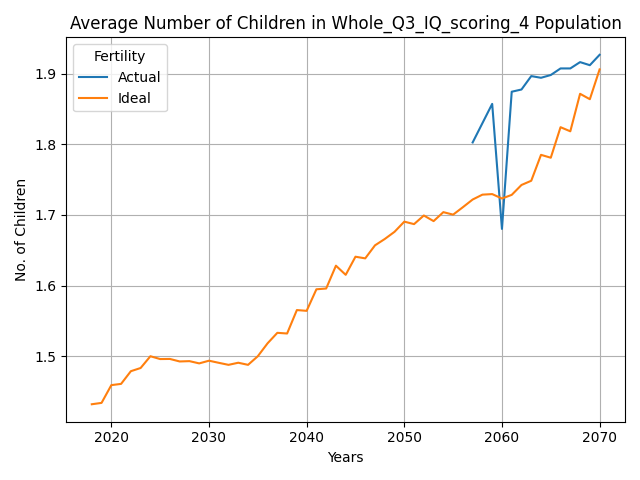 Average Number of Children in Whole_Q3_IQ_scoring_4 Population
Fertility
Actual
Ideal
No. of Children
1.9
1.8
1.7
1.6
1.5
2020 2030 2040 2050 2060 2070
Years